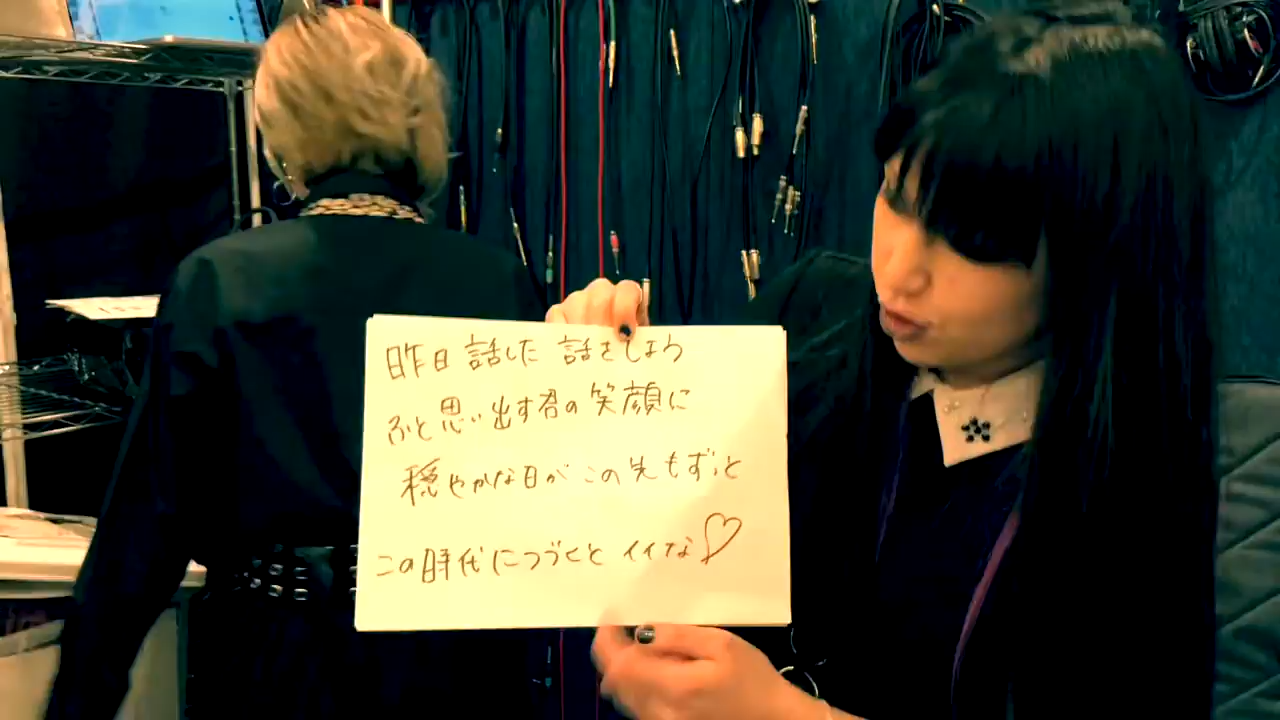 昨日話した 話をしよう
ふと思い出す君の笑顔に
穏やかな日がこの先もずっと
この時代につづくと イイナな♡